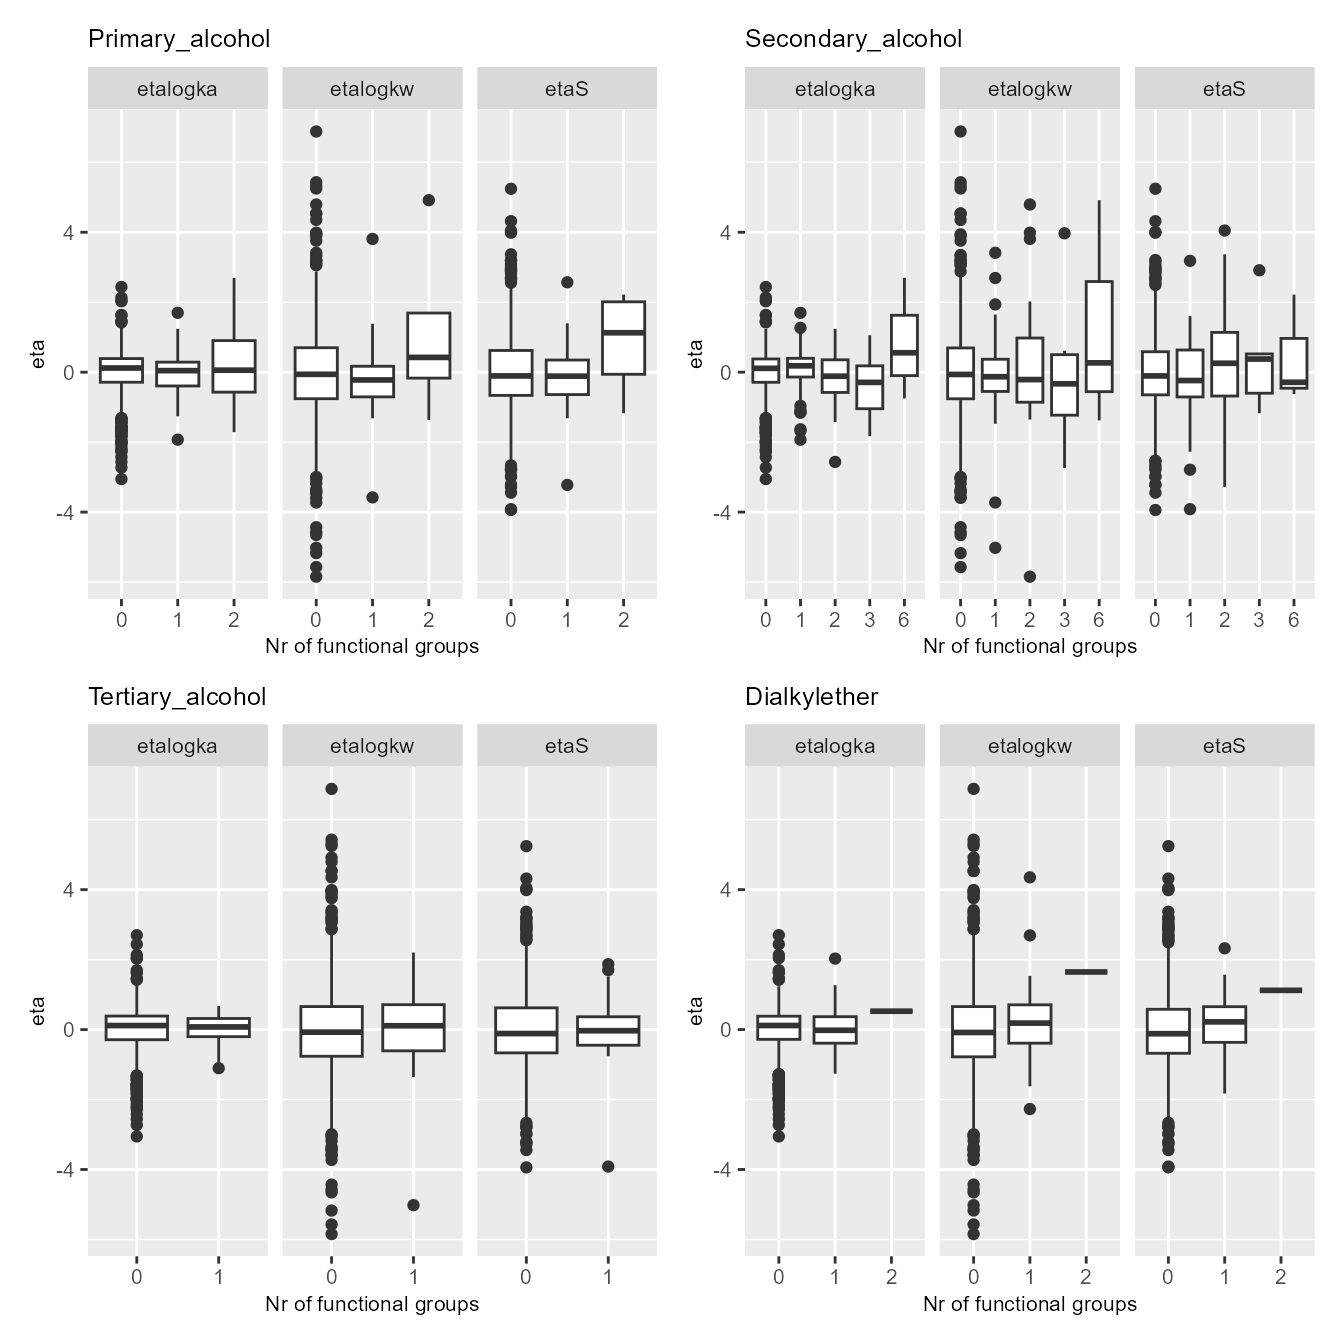 Primary_alcohol
etalogka etalogkw etaS
eta
4
0
-4
0 1 2 0 1 2 0 1 2
Nr of functional groups
Secondary_alcohol
etalogka etalogkw etaS
eta
4
0
-4
0 1 2 3 6 0 1 2 3 6 0 1 2 3 6
Nr of functional groups
Tertiary_alcohol
etalogka etalogkw etaS
eta
4
0
-4
0 1 0 1 0 1
Nr of functional groups
Dialkylether
etalogka etalogkw etaS
eta
4
0
-4
0 1 2 0 1 2 0 1 2
Nr of functional groups